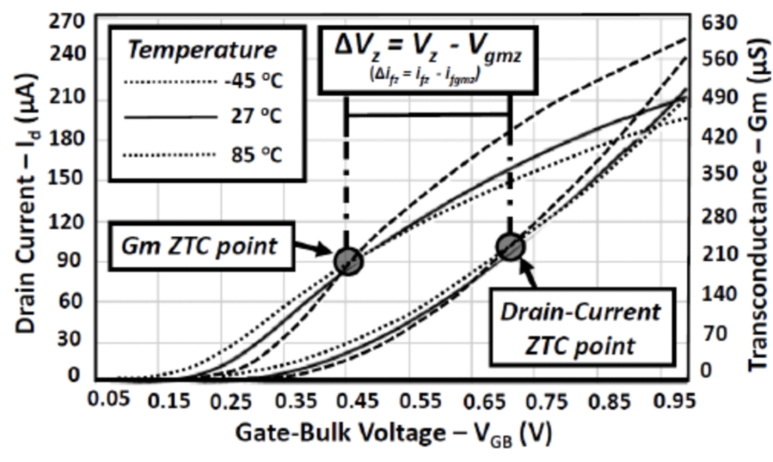 Temperature
-45 °C
27 °C
85 °C
ΔVz = Vz - Vgmz
(Δifz = ifz - ifgmz)
Gm ZTC point
Drain-Current
ZTC point
Drain Current – Id (μA)
270
240
210
180
150
120
90
60
30
0
Transconductance – Gm (μS)
630
560
490
420
350
280
210
140
70
0
0.05 0.15 0.25 0.35 0.45 0.55 0.65 0.75 0.85 0.95
Gate-Bulk Voltage – VGB (V)